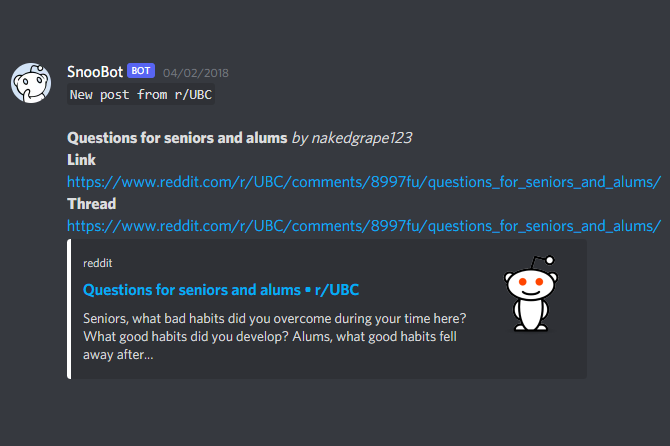 SnooBot BOT 04/02/2018
New post from r/UBC
Questions for seniors and alums by nakedgrape123
Link
https://www.reddit.com/r/UBC/comments/8997fu/questions_for_seniors_and_alums/
Thread
https://www.reddit.com/r/UBC/comments/8997fu/questions_for_seniors_and_alums/
reddit
Questions for seniors and alums • r/UBC
Seniors, what bad habits did you overcome during your time here?
What good habits did you develop? Alums, what good habits fell
away after...